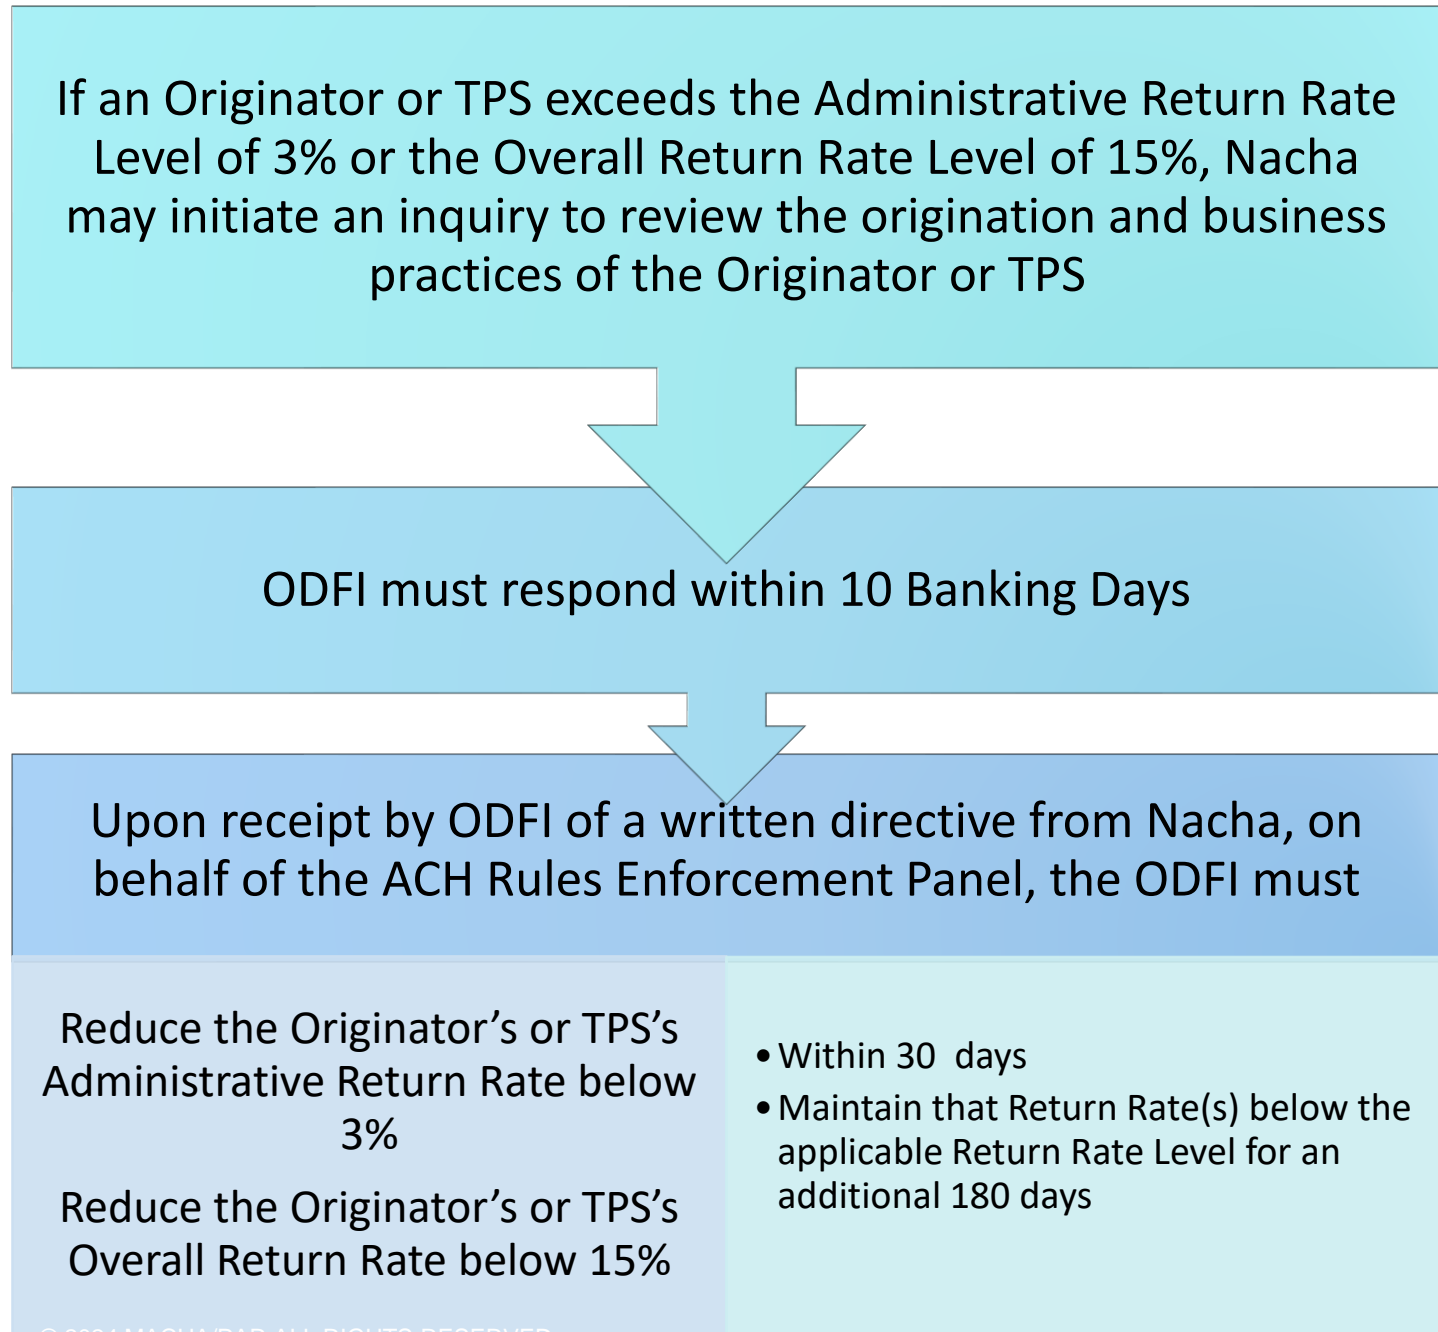 If an Originator or TPS exceeds the Administrative Return Rate
Level of 3% or the Overall Return Rate Level of 15%, Nacha
may initiate an inquiry to review the origination and business
practices of the Originator or TPS
ODFI must respond within 10 Banking Days
Upon receipt by ODFI of a written directive from Nacha, on
behalf of the ACH Rules Enforcement Panel, the ODFI must
Reduce the Originator’s or TPS’s
Administrative Return Rate below
3%
Reduce the Originator’s or TPS’s
Overall Return Rate below 15%
•Within 30  days
•Maintain that Return Rate(s) below the
applicable Return Rate Level for an
additional 180 days
ALL RIGHTS RESERVED